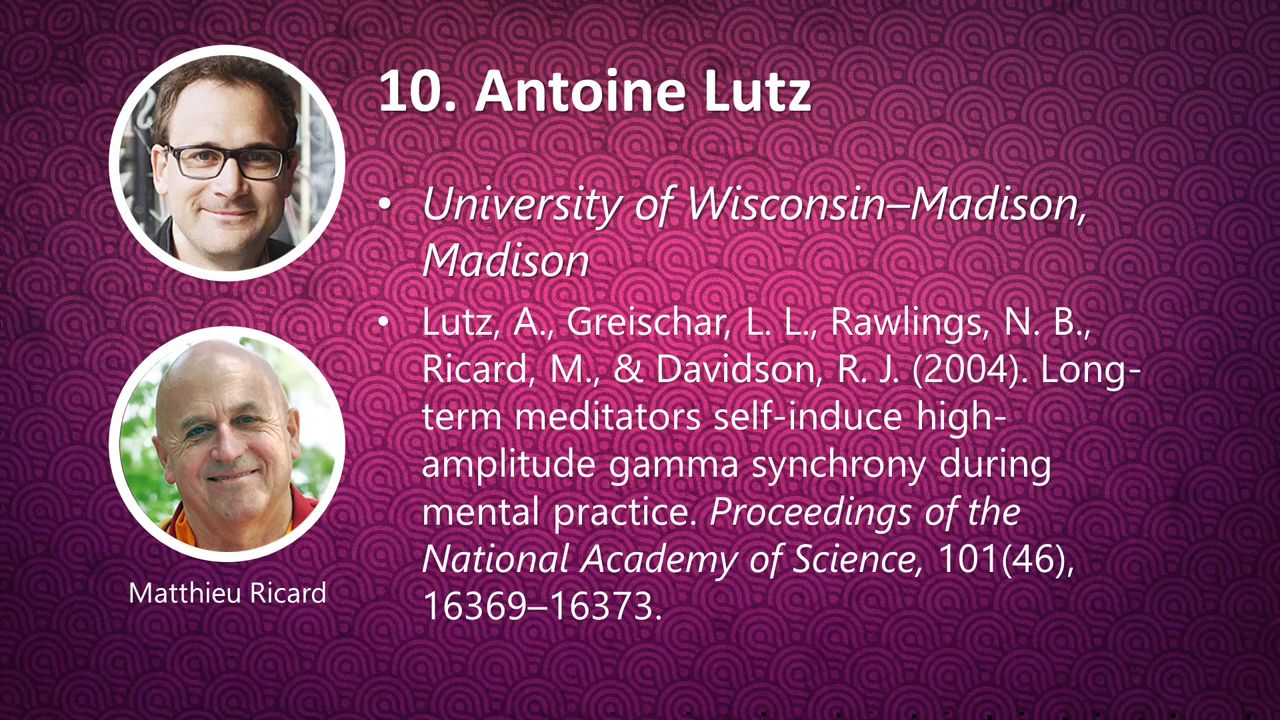 10. Antoine Lutz
• University of Wisconsin–Madison,
Madison
• Lutz, A., Greischar, L. L., Rawlings, N. B.,
Ricard, M., & Davidson, R. J. (2004). Long-
term meditators self-induce high-
amplitude gamma synchrony during
mental practice. Proceedings of the
National Academy of Science, 101(46),
16369–16373.
Matthieu Ricard